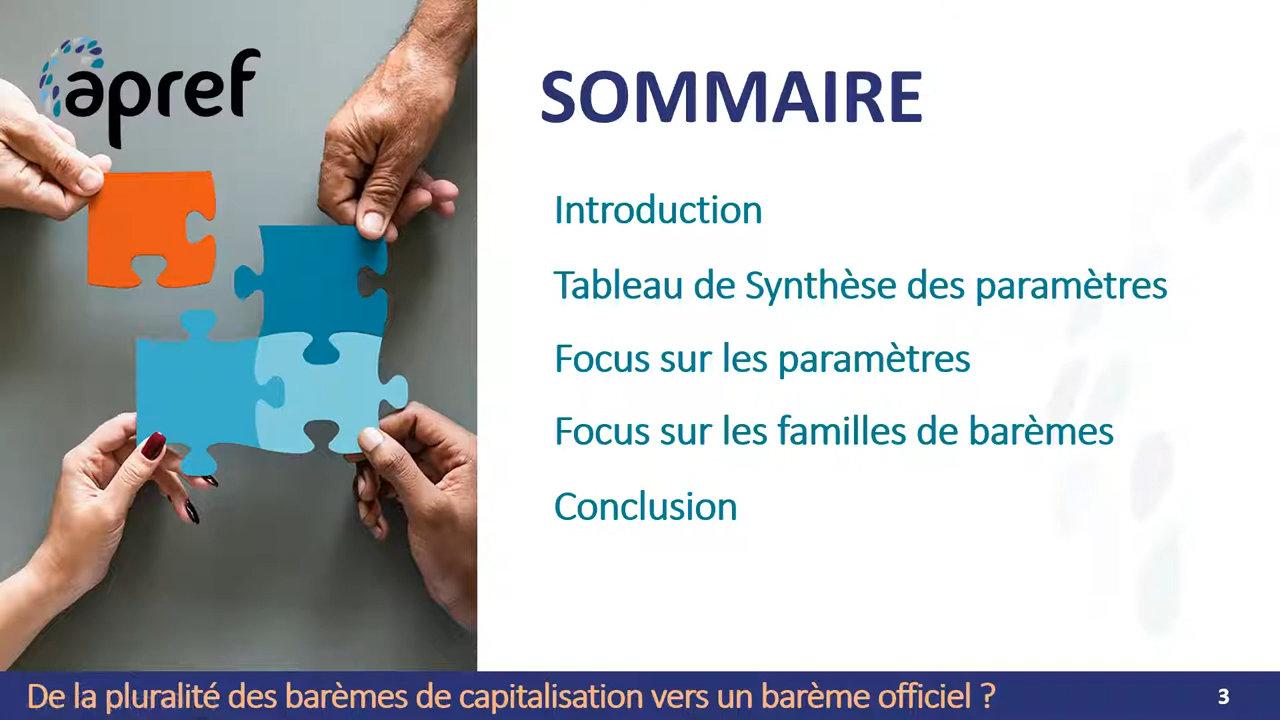 apref
SOMMAIRE
Introduction
Tableau de Synthèse des paramètres
Focus sur les paramètres
Focus sur les familles de barèmes
Conclusion
De la pluralité des barèmes de capitalisation vers un barème officiel ?
3